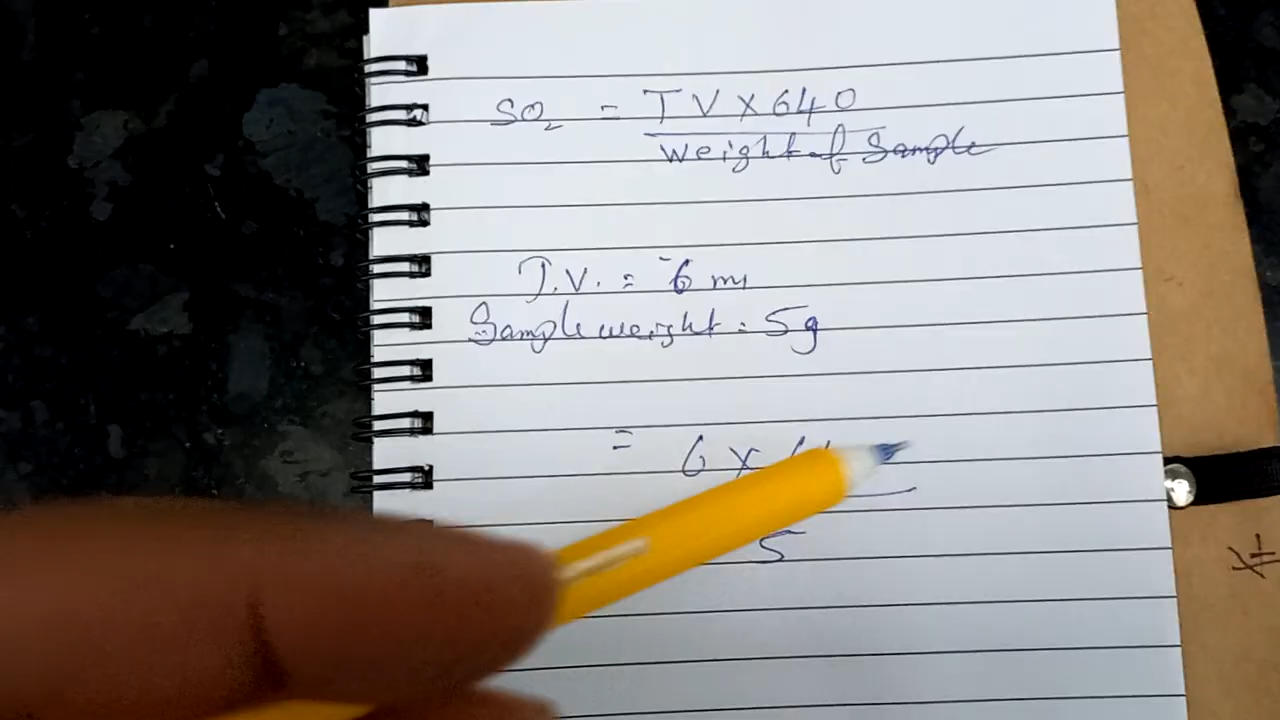 SO₂ = TV X 640
Weight of Sample
T.V. = 6 ml
Sample weight = 5g
= 6 X
5